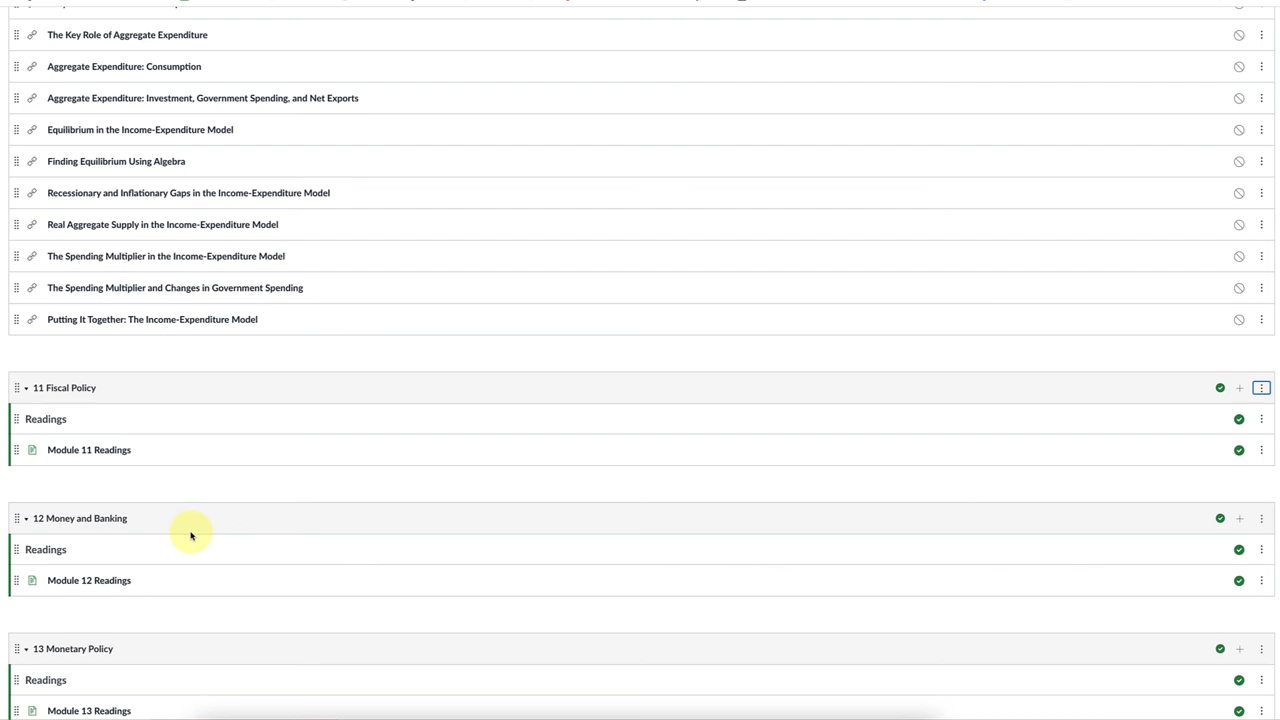 The Key Role of Aggregate Expenditure
Aggregate Expenditure: Consumption
Aggregate Expenditure: Investment, Government Spending, and Net Exports
Equilibrium in the Income-Expenditure Model
Finding Equilibrium Using Algebra
Recessionary and Inflationary Gaps in the Income-Expenditure Model
Real Aggregate Supply in the Income-Expenditure Model
The Spending Multiplier in the Income-Expenditure Model
The Spending Multiplier and Changes in Government Spending
Putting It Together: The Income-Expenditure Model
11 Fiscal Policy
Readings
Module 11 Readings
12 Money and Banking
Readings
Module 12 Readings
13 Monetary Policy
Readings
Module 13 Readings